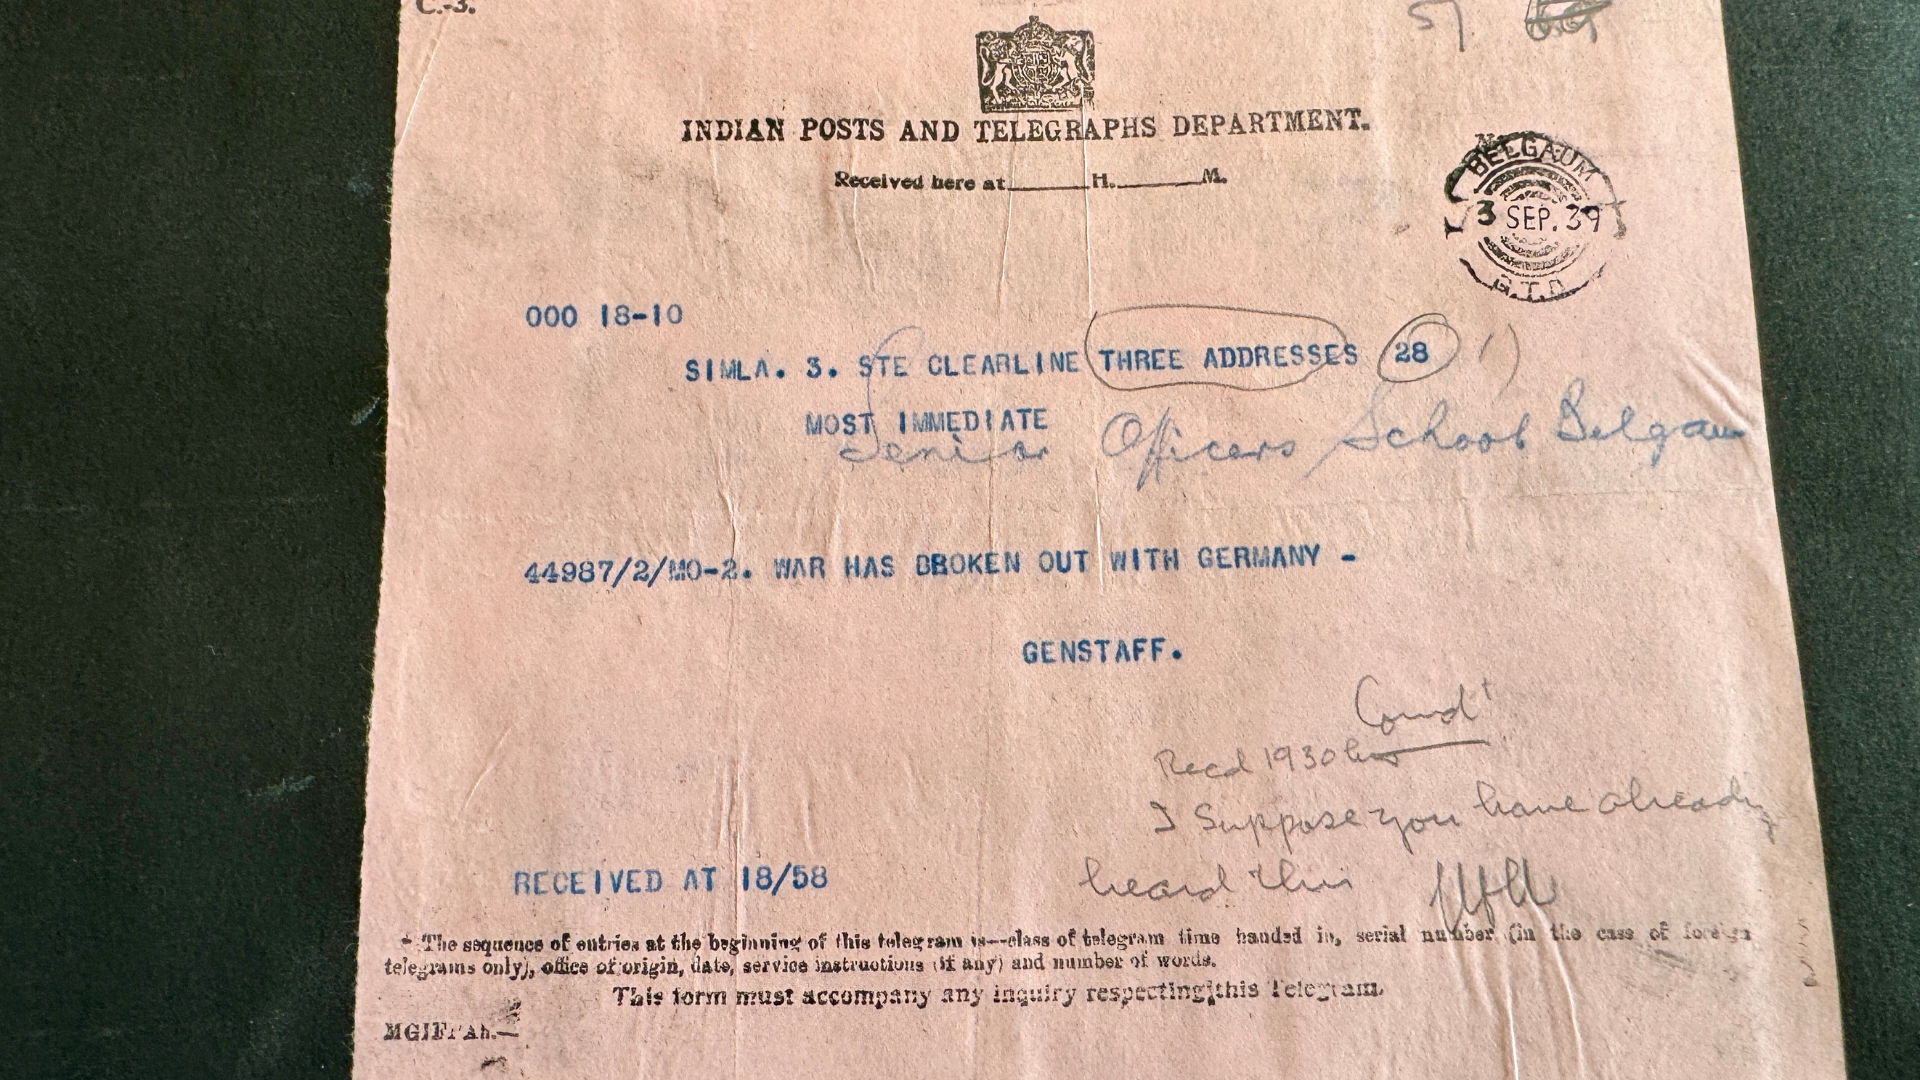 C.-3.
57
INDIAN POSTS AND TELEGRAPHS DEPARTMENT.
Received here at H. M.
BELGAUM
3 SEP. 39
000 18-10
SIMLA. 3. STE CLEARLINE THREE ADDRESSES 28
MOST IMMEDIATE
Senior Officers School Belgaum
44987/2/MO-2. WAR HAS BROKEN OUT WITH GERMANY -
GENSTAFF.
Comdt
Recd 1930 hrs
I Suppose you have already
RECEIVED AT 18/58
heard this
The sequence of entries at the beginning of this telegram is—class of telegram time handed in, serial number (in the case of foreign
telegrams only), office of origin, date, service instructions (if any) and number of words.
This form must accompany any inquiry respecting this Telegram.